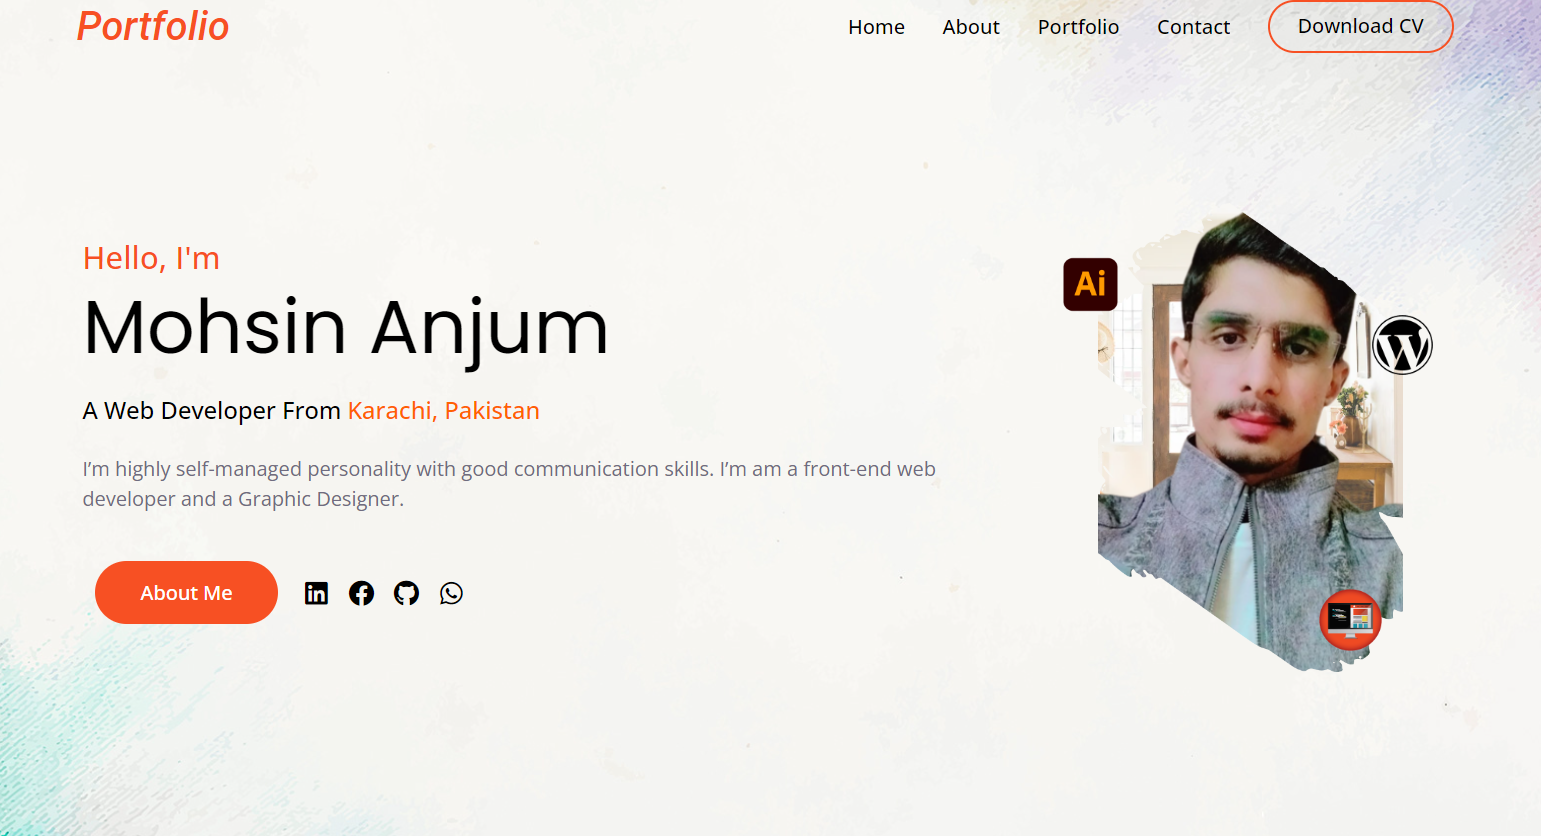 Portfolio
Home About Portfolio Contact Download CV
Hello, I'm
Mohsin Anjum
A Web Developer From Karachi, Pakistan
I’m highly self-managed personality with good communication skills. I’m am a front-end web
developer and a Graphic Designer.
About Me
Ai
W
in